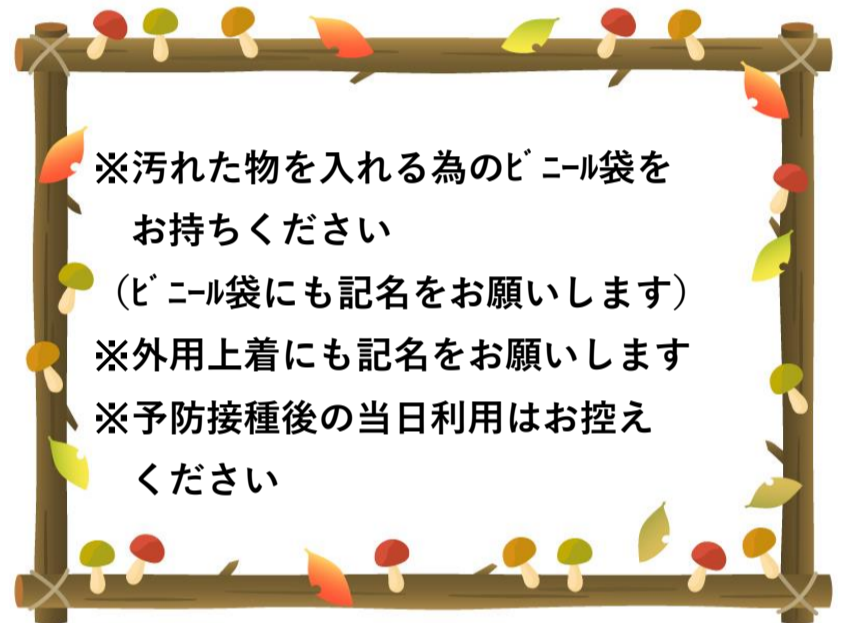 ※汚れた物を入れる為のﾋﾞﾆｰﾙ袋を
お持ちください
（ﾋﾞﾆｰﾙ袋にも記名をお願いします）
※外用上着にも記名をお願いします
※予防接種後の当日利用はお控え
ください